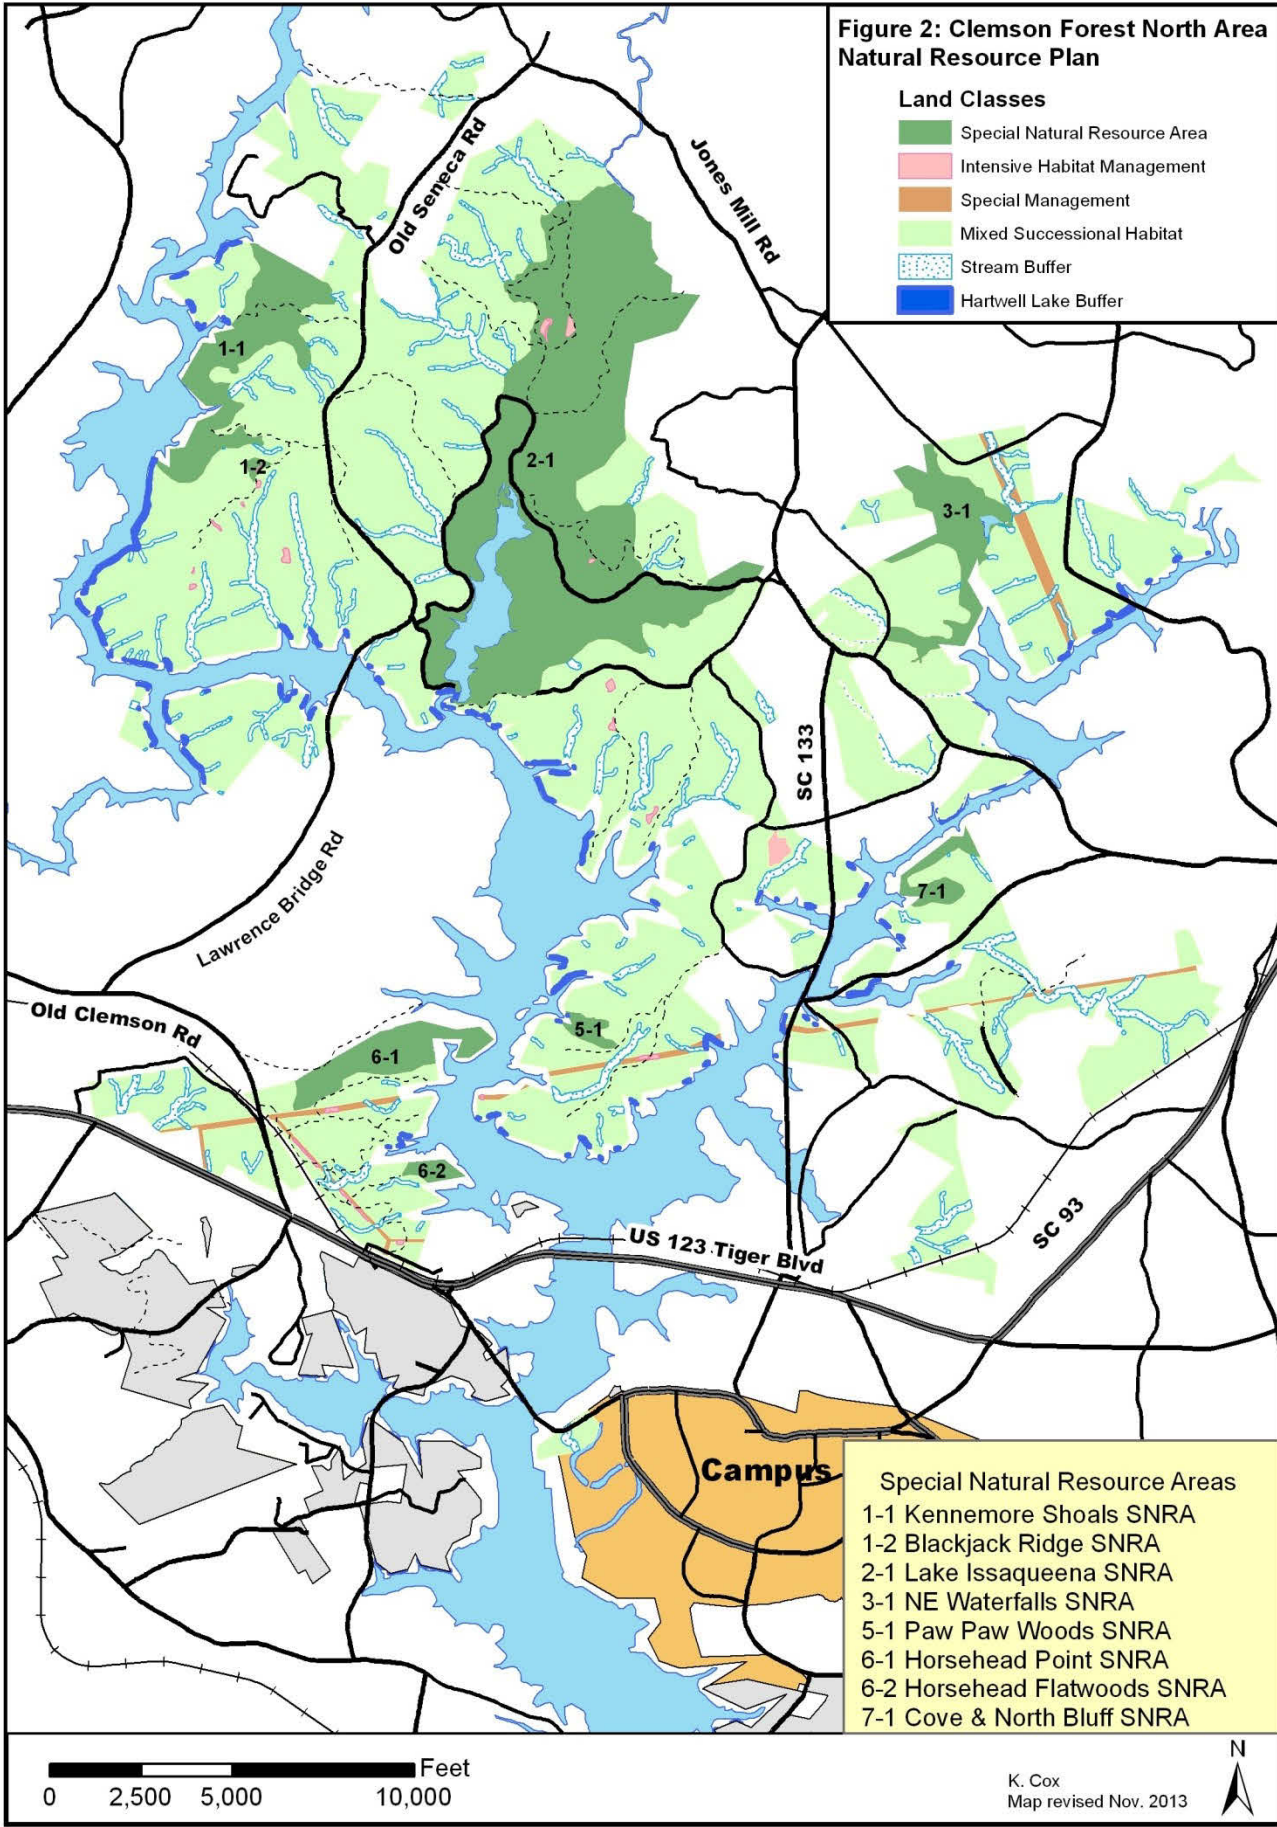 Figure 2: Clemson Forest North Area
Natural Resource Plan
Land Classes
Special Natural Resource Area
Intensive Habitat Management
Special Management
Mixed Successional Habitat
Stream Buffer
Hartwell Lake Buffer
Old Seneca Rd
Jones Mill Rd
1-1
1-2
2-1
3-1
SC 133
Lawrence Bridge Rd
7-1
Old Clemson Rd
5-1
6-1
6-2
US 123 Tiger Blvd
SC 93
Campus
Special Natural Resource Areas
1-1 Kennemore Shoals SNRA
1-2 Blackjack Ridge SNRA
2-1 Lake Issaqueena SNRA
3-1 NE Waterfalls SNRA
5-1 Paw Paw Woods SNRA
6-1 Horsehead Point SNRA
6-2 Horsehead Flatwoods SNRA
7-1 Cove & North Bluff SNRA
Feet
0 2,500 5,000 10,000
K. Cox
Map revised Nov. 2013
N